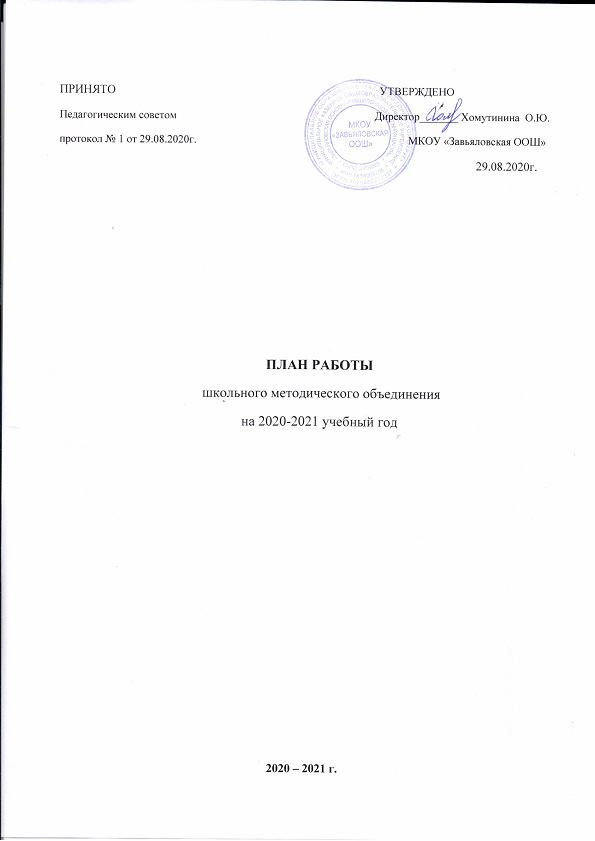 ПРИНЯТО
Педагогическим советом
протокол № 1 от 29.08.2020г.
УТВЕРЖДЕНО
Директор Хомутинина О.Ю.
МКОУ «Завьяловская ООШ»
29.08.2020г.
МКОУ
«ЗАВЬЯЛОВСКАЯ
ООШ»
ПЛАН РАБОТЫ
школьного методического объединения
на 2020-2021 учебный год
2020 – 2021 г.